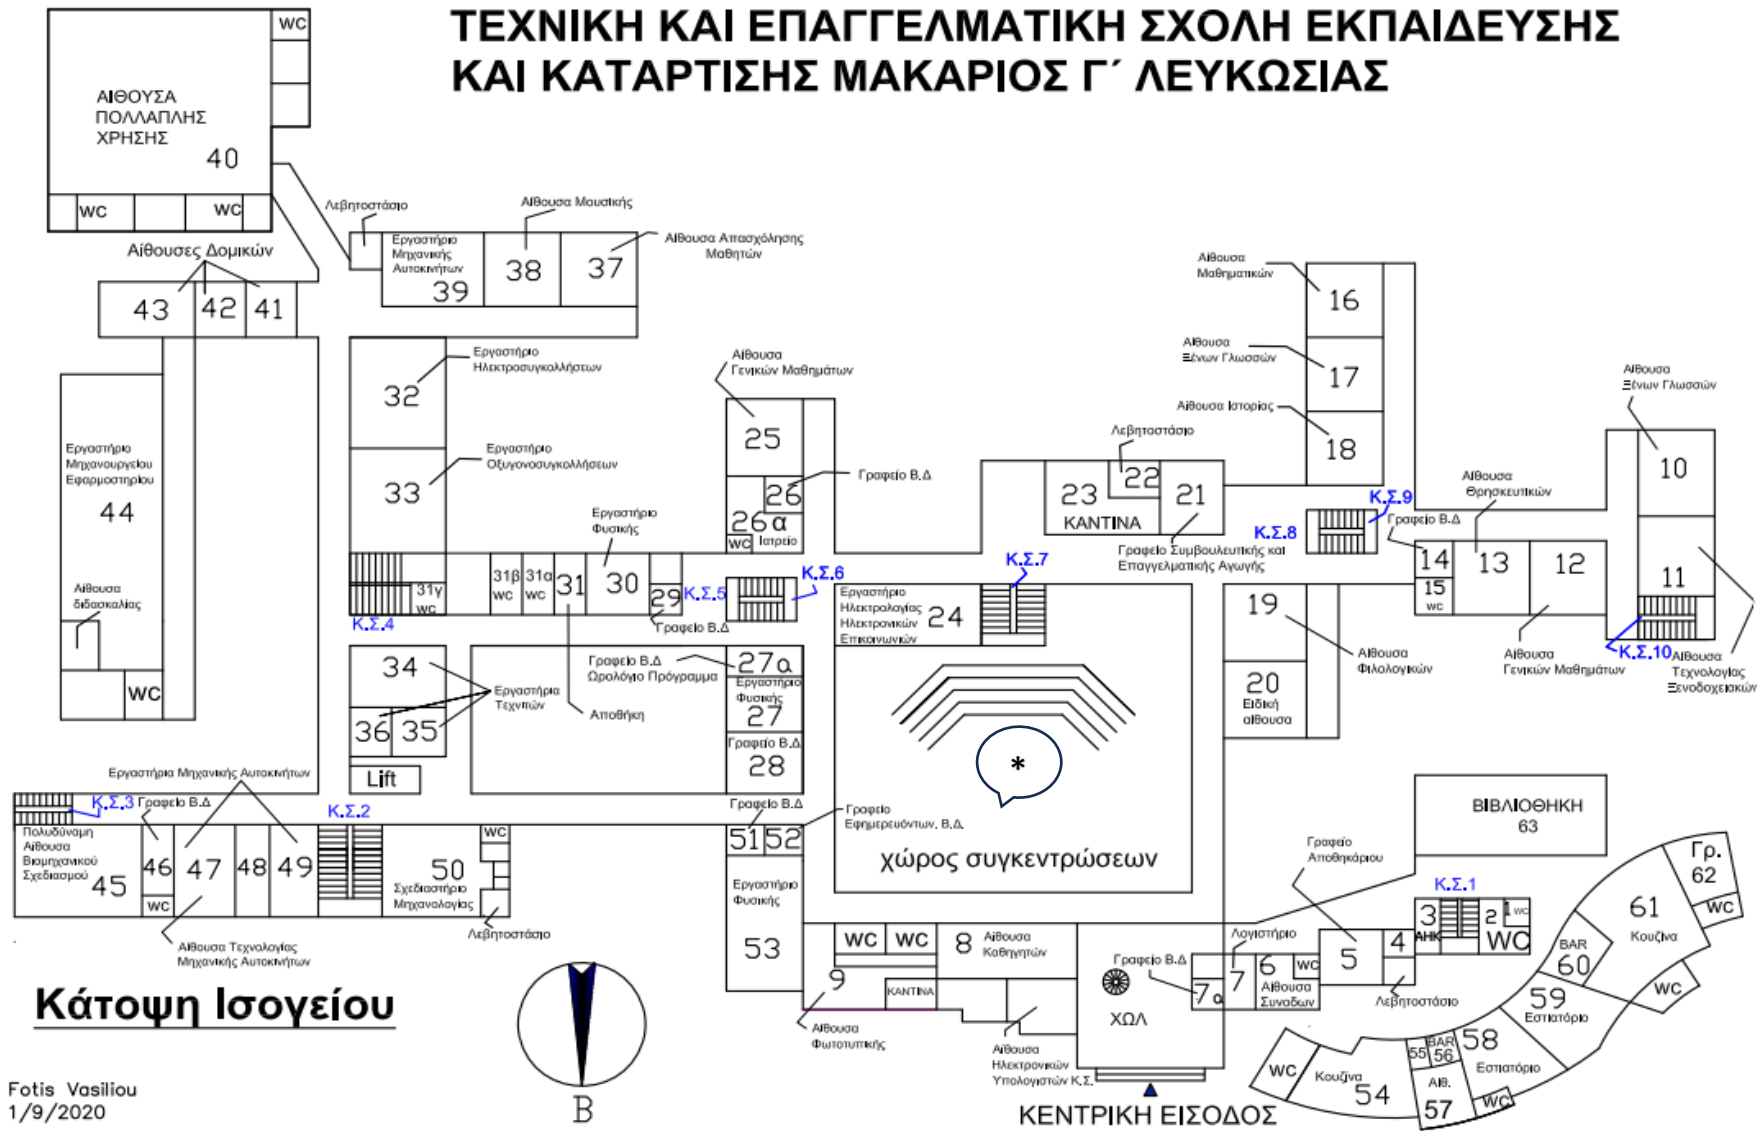 ΤΕΧΝΙΚΗ ΚΑΙ ΕΠΑΓΓΕΛΜΑΤΙΚΗ ΣΧΟΛΗ ΕΚΠΑΙΔΕΥΣΗΣ
ΚΑΙ ΚΑΤΑΡΤΙΣΗΣ ΜΑΚΑΡΙΟΣ Γ΄ ΛΕΥΚΩΣΙΑΣ
WC
ΑΙΘΟΥΣΑ
ΠΟΛΛΑΠΛΗΣ
ΧΡΗΣΗΣ
40
WC
WC
Αίθουσες Δομικών
43
42
41
Λεβητοστάσιο
Εργαστήριο
Μηχανικής
Αυτοκινήτων
39
Αίθουσα Μουσικής
38
37
Αίθουσα Απασχόλησης
Μαθητών
32
Εργαστήριο
Ηλεκτροσυγκολλήσεων
33
Εργαστήριο
Οξυγονοσυγκολλήσεων
Εργαστήριο
Μηχανουργείου
Εφαρμοστηρίου
44
Αίθουσα
διδασκαλίας
WC
Αίθουσα
Γενικών Μαθημάτων
25
26
Γραφείο Β.Δ
26α
Ιατρείο
WC
Εργαστήριο
Φυσικής
31γ
WC
Κ.Σ.4
31β
WC
31α
WC
31
30
29
Γραφείο Β.Δ
Κ.Σ.5
Κ.Σ.6
Αποθήκη
34
36
35
Εργαστήρια
Τεχνιτών
Lift
Γραφείο Β.Δ
Ωρολόγιο Πρόγραμμα
27α
Εργαστήριο
Φυσικής
27
Γραφείο Β.Δ
28
Εργαστήριο
Ηλεκτρολογίας
Ηλεκτρονικών
Επικοινωνιών
24
Κ.Σ.7
23
ΚΑΝΤΙΝΑ
Λεβητοστάσιο
22
21
Γραφείο Συμβουλευτικής και
Επαγγελματικής Αγωγής
Αίθουσα
Μαθηματικών
16
Αίθουσα
Ξένων Γλωσσών
17
Αίθουσα Ιστορίας
18
Κ.Σ.8
Κ.Σ.9
Γραφείο Β.Δ
14
15
WC
Αίθουσα
Θρησκευτικών
13
12
Αίθουσα
Γενικών Μαθημάτων
Αίθουσα
Ξένων Γλωσσών
10
11
Κ.Σ.10
Αίθουσα
Τεχνολογίας
Ξενοδοχειακών
19
Αίθουσα
Φιλολογικών
20
Ειδική
αίθουσα
*
χώρος συγκεντρώσεων
Εργαστήρια Μηχανικής Αυτοκινήτων
Κ.Σ.3
Γραφείο Β.Δ
Κ.Σ.2
Πολυδύναμη
Αίθουσα
Βιομηχανικού
Σχεδιασμού
45
46
WC
47
48
49
50
Σχεδιαστήριο
Μηχανολογίας
WC
Λεβητοστάσιο
Αίθουσα Τεχνολογίας
Μηχανικής Αυτοκινήτων
Γραφείο Β.Δ
51
52
Γραφείο
Εφημερευόντων. Β.Δ.
Εργαστήριο
Φυσικής
53
WC
WC
8
Αίθουσα
Καθηγητών
9
ΚΑΝΤΙΝΑ
Αίθουσα
Φωτοτυπικής
Αίθουσα
Ηλεκτρονικών
Υπολογιστών Κ.Σ.
ΧΩΛ
ΚΕΝΤΡΙΚΗ ΕΙΣΟΔΟΣ
Γραφείο Β.Δ
7α
Λογιστήριο
7
6
WC
Αίθουσα
Συνοδων
Γραφείο
Αποθηκάριου
5
4
Λεβητοστάσιο
Κ.Σ.1
3
ΑΗΚ
2
1
WC
WC
ΒΙΒΛΙΟΘΗΚΗ
63
Γρ.
62
WC
61
Κουζίνα
BAR
60
WC
59
Εστιατόριο
58
Εστιατόριο
WC
55
BAR
56
Αιθ.
57
Κουζίνα
54
WC
Κάτοψη Ισογείου
Β
Fotis Vasiliou
1/9/2020